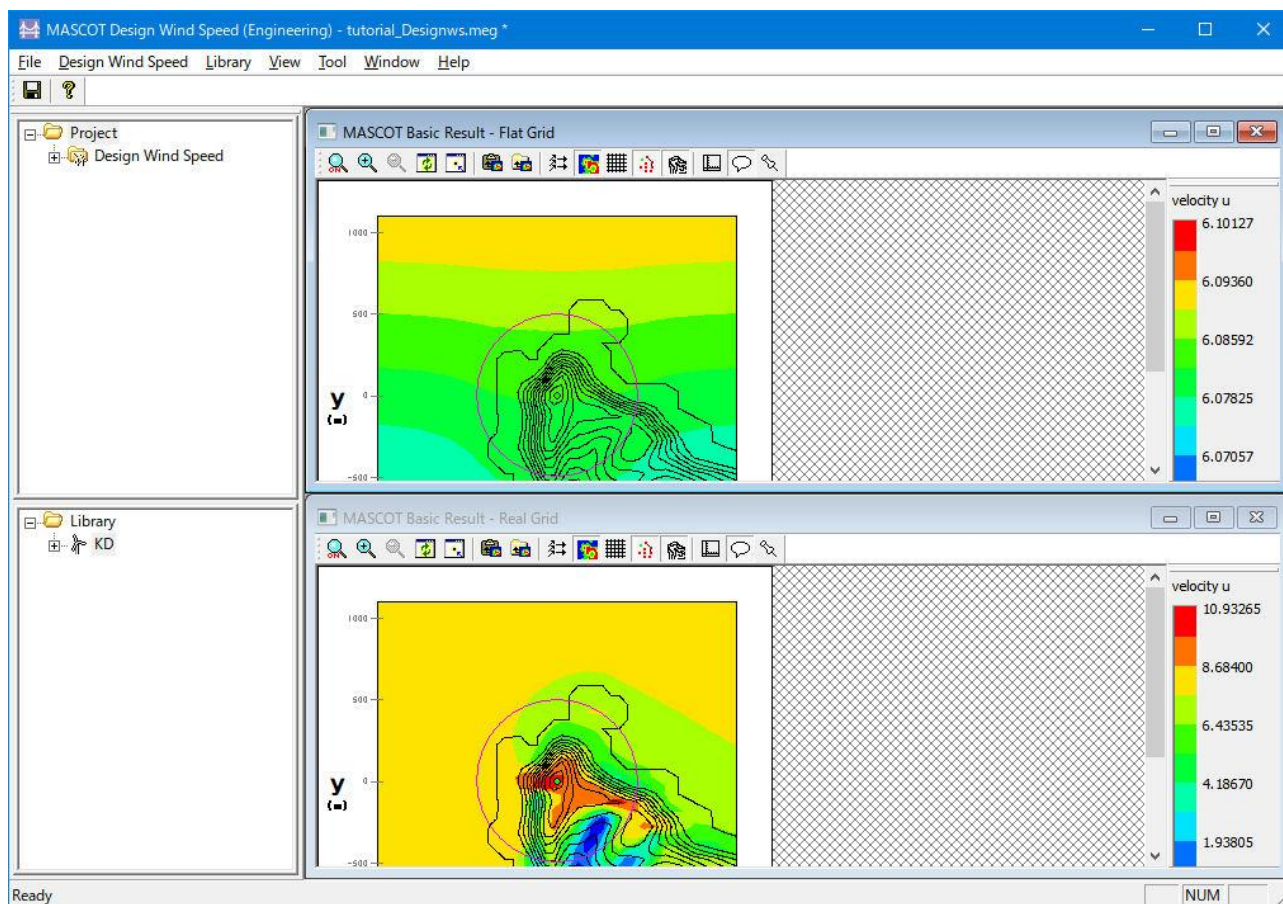 MASCOT Design Wind Speed (Engineering) - tutorial_Designws.meg *
File Design Wind Speed Library View Tool Window Help
Project
Design Wind Speed
MASCOT Basic Result - Flat Grid
velocity u
6.10127
6.09360
6.08592
6.07825
6.07057
1000
500
0
-500
y
Library
KD
MASCOT Basic Result - Real Grid
velocity u
10.93265
8.68400
6.43535
4.18670
1.93805
1000
500
0
-500
y
Ready
NUM